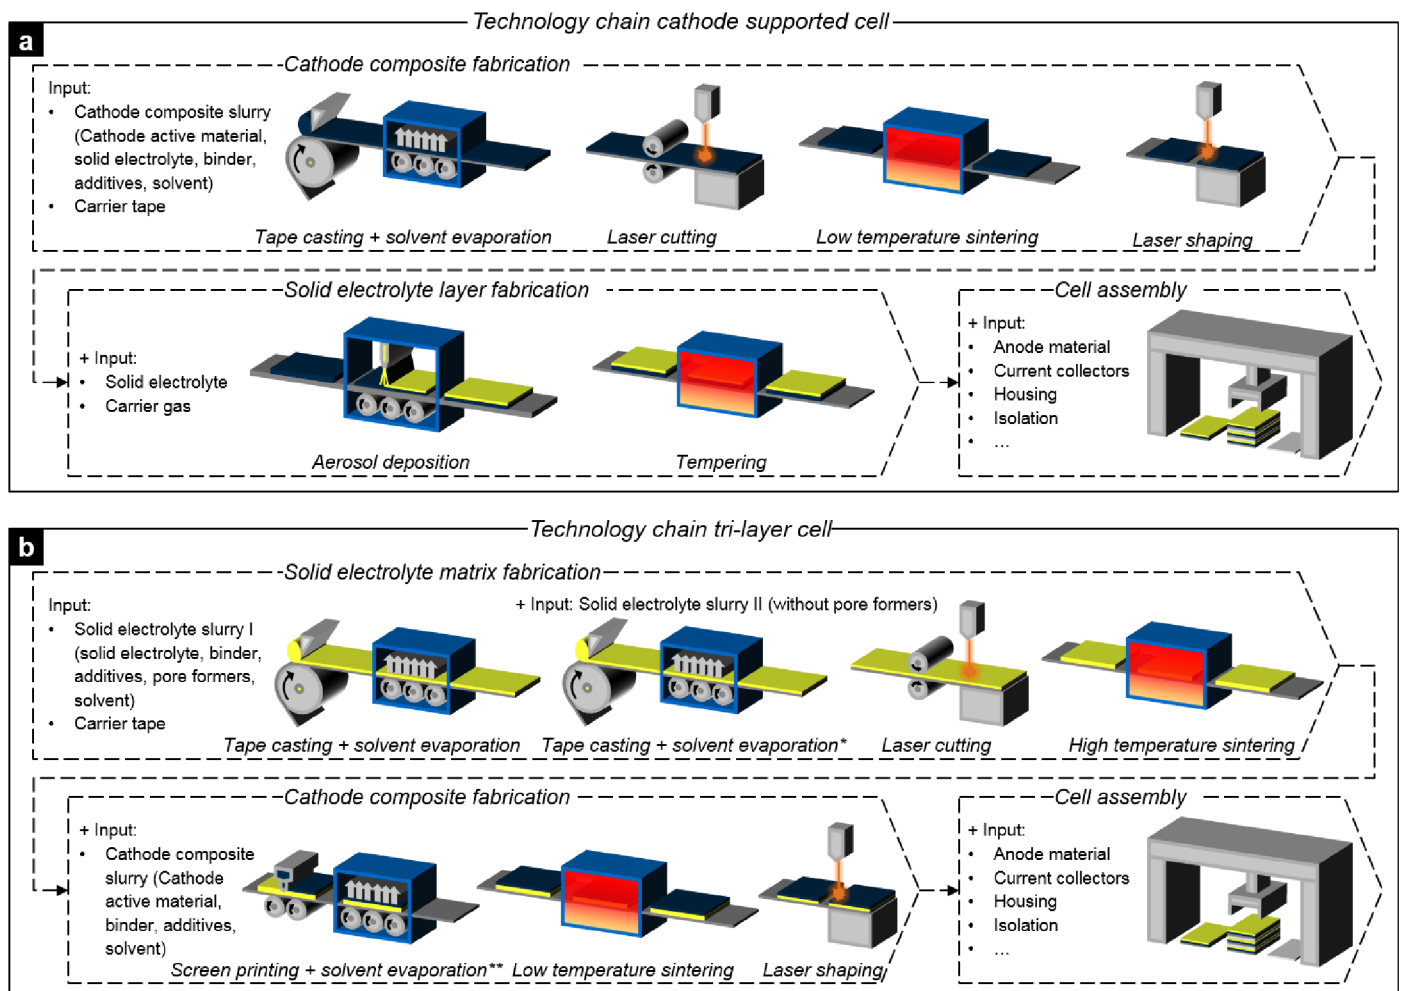 Technology chain cathode supported cell
a
Cathode composite fabrication
Input:
• Cathode composite slurry
(Cathode active material,
solid electrolyte, binder,
additives, solvent)
• Carrier tape
Tape casting + solvent evaporation
Laser cutting
Low temperature sintering
Laser shaping
Solid electrolyte layer fabrication
+ Input:
• Solid electrolyte
• Carrier gas
Aerosol deposition
Tempering
Cell assembly
+ Input:
• Anode material
• Current collectors
• Housing
• Isolation
• ...
Technology chain tri-layer cell
b
Solid electrolyte matrix fabrication
Input:
• Solid electrolyte slurry I
(solid electrolyte, binder,
additives, pore formers,
solvent)
• Carrier tape
+ Input: Solid electrolyte slurry II (without pore formers)
Tape casting + solvent evaporation
Tape casting + solvent evaporation*
Laser cutting
High temperature sintering
Cathode composite fabrication
+ Input:
• Cathode composite
slurry (Cathode
active material,
binder, additives,
solvent)
Screen printing + solvent evaporation**
Low temperature sintering
Laser shaping
Cell assembly
+ Input:
• Anode material
• Current collectors
• Housing
• Isolation
• ...